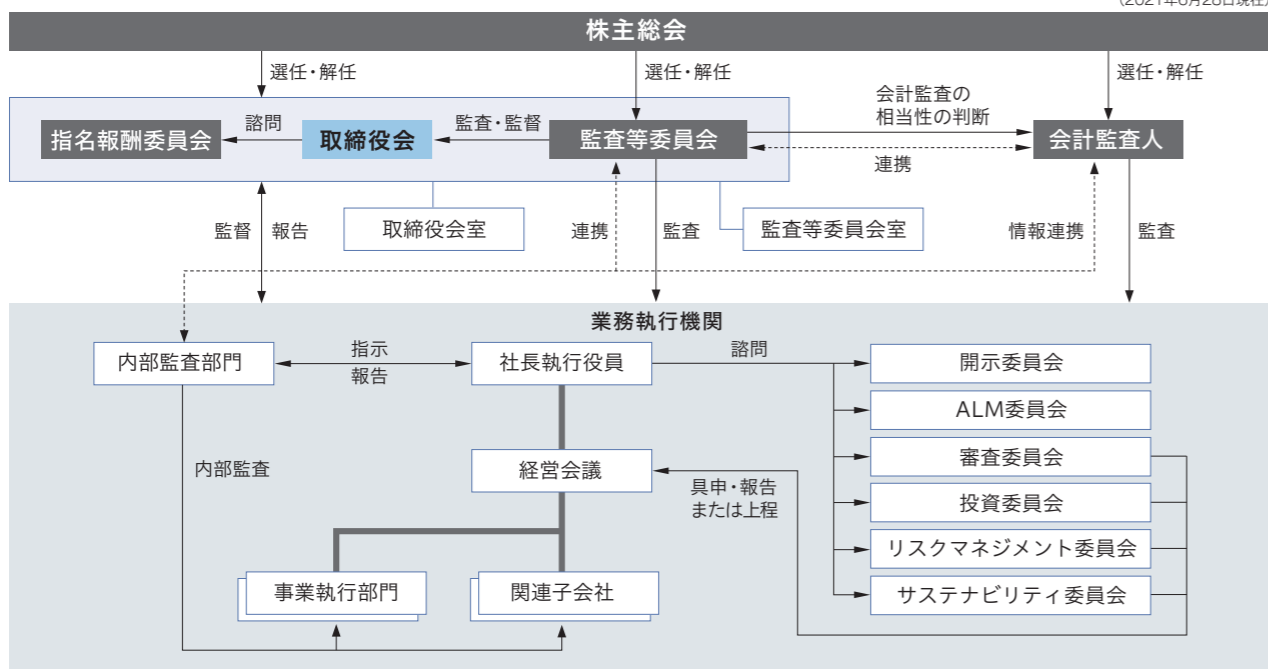 株主総会
選任・解任
選任・解任
選任・解任
会計監査の
相当性の判断
指名報酬委員会
諮問
取締役会
監査・監督
監査等委員会
会計監査人
連携
取締役会室
監査等委員会室
監督
報告
連携
監査
情報連携
監査
業務執行機関
内部監査部門
指示
報告
社長執行役員
諮問
開示委員会
ALM委員会
内部監査
経営会議
具申・報告
または上程
審査委員会
投資委員会
リスクマネジメント委員会
事業執行部門
関連子会社
サステナビリティ委員会